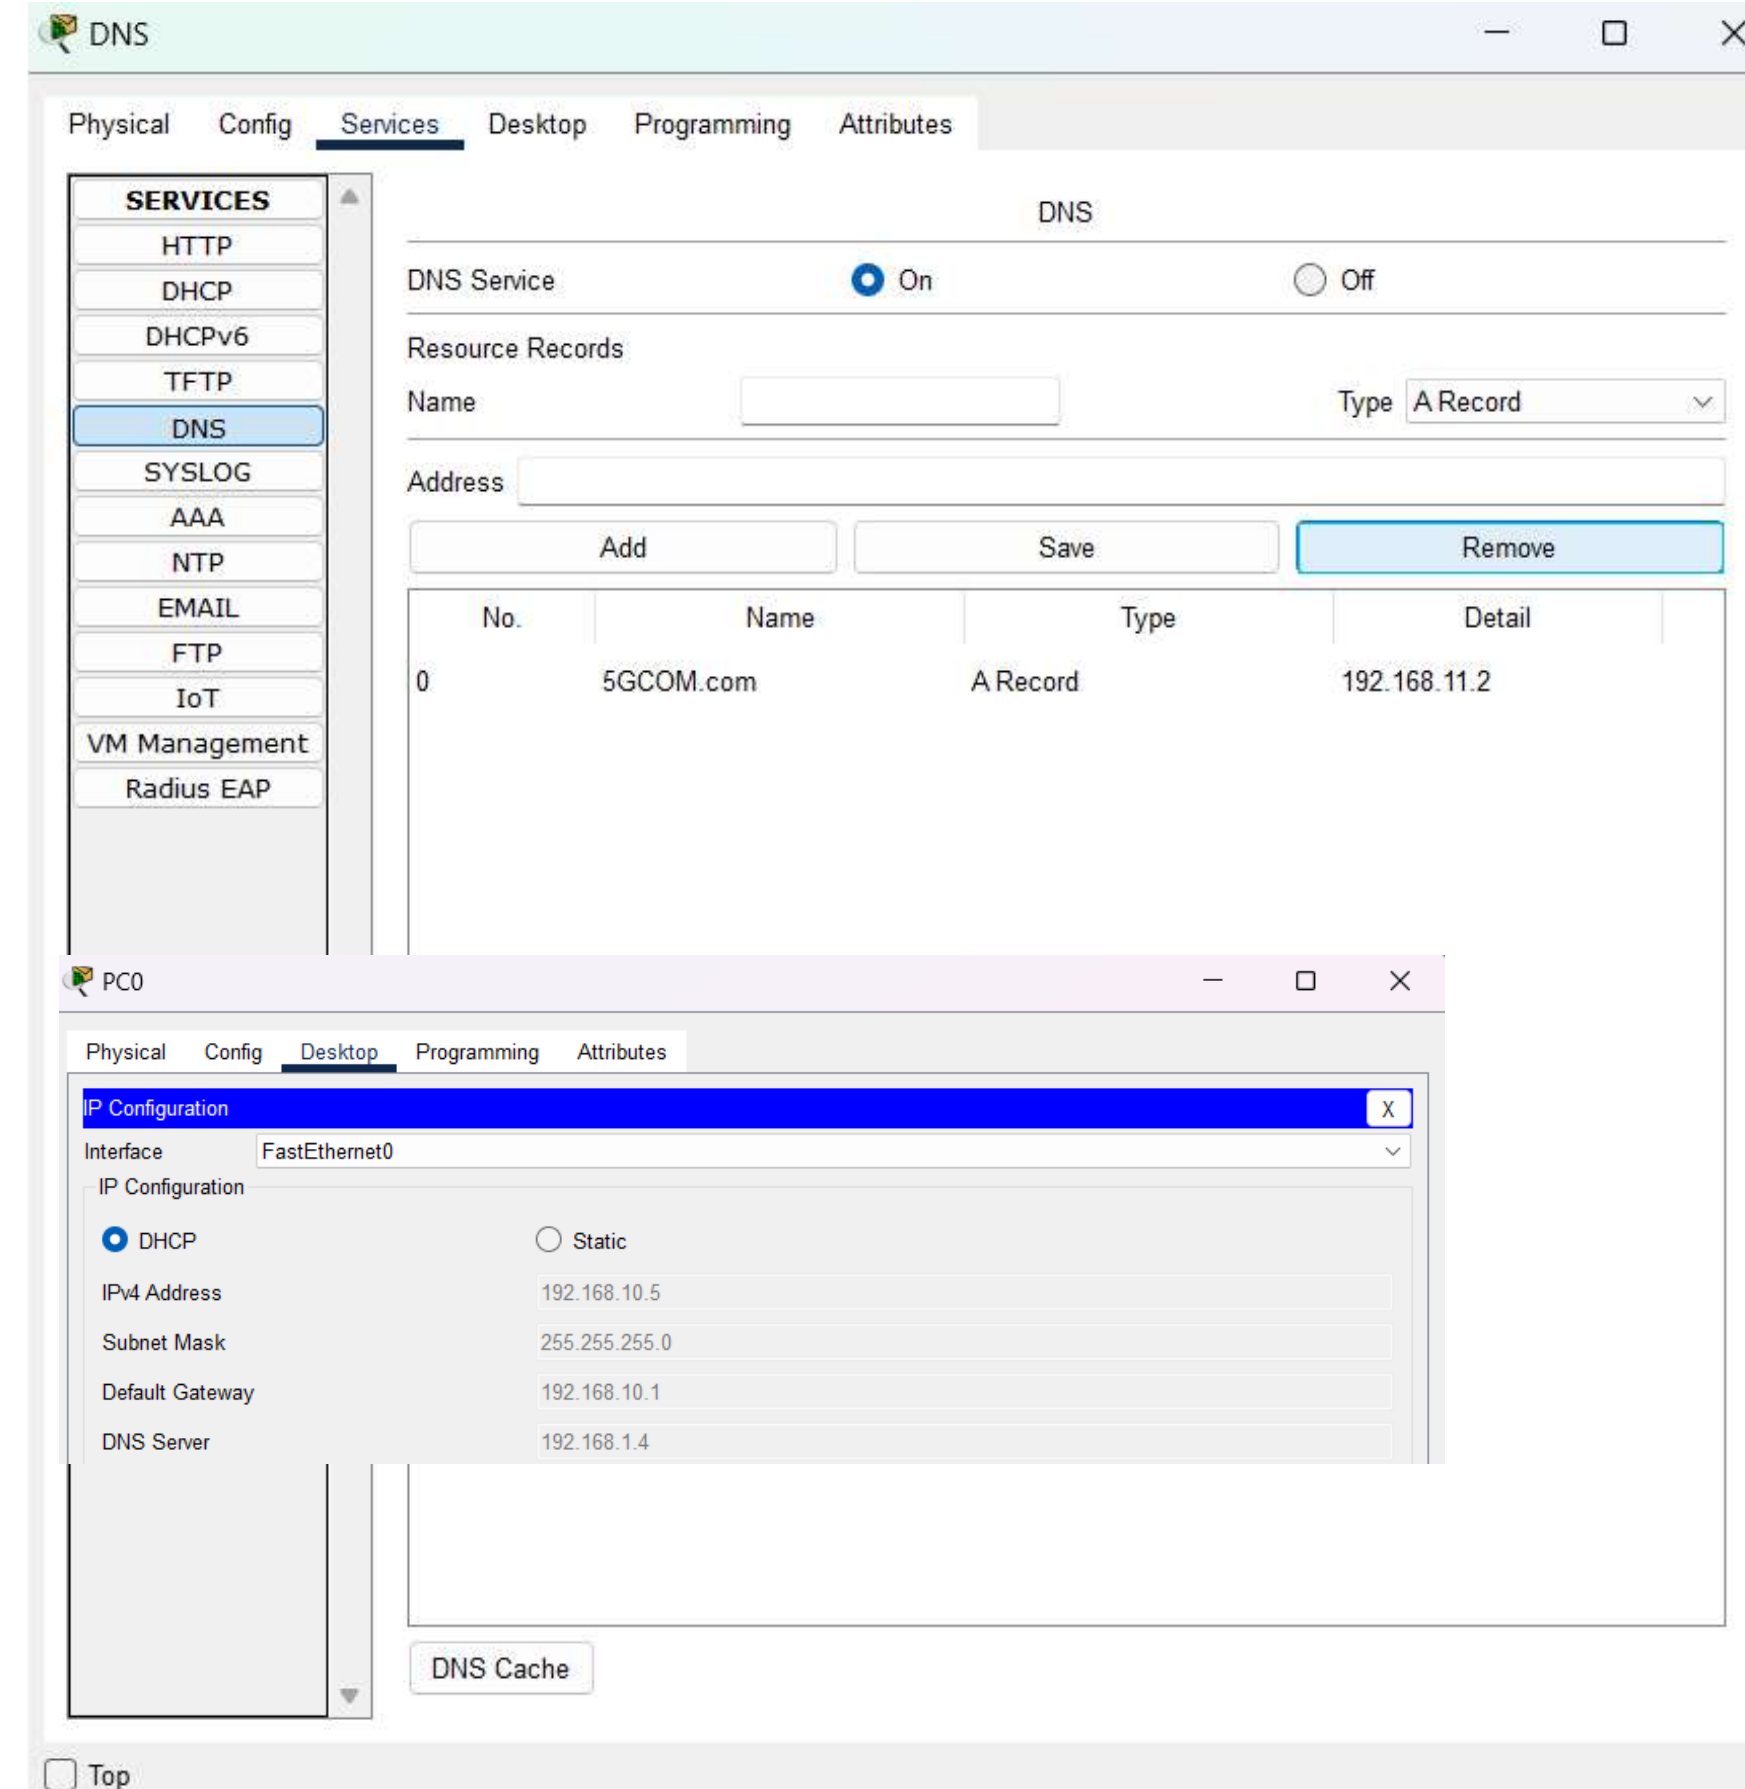 DNS
Physical Config Services Desktop Programming Attributes
SERVICES
HTTP
DHCP
DHCPv6
TFTP
DNS
SYSLOG
AAA
NTP
EMAIL
FTP
IoT
VM Management
Radius EAP
DNS
DNS Service On Off
Resource Records
Name Type A Record
Address
Add Save Remove
No. Name Type Detail
0 5GCOM.com A Record 192.168.11.2
PC0
Physical Config Desktop Programming Attributes
IP Configuration X
Interface FastEthernet0
IP Configuration
DHCP Static
IPv4 Address 192.168.10.5
Subnet Mask 255.255.255.0
Default Gateway 192.168.10.1
DNS Server 192.168.1.4
DNS Cache
Top